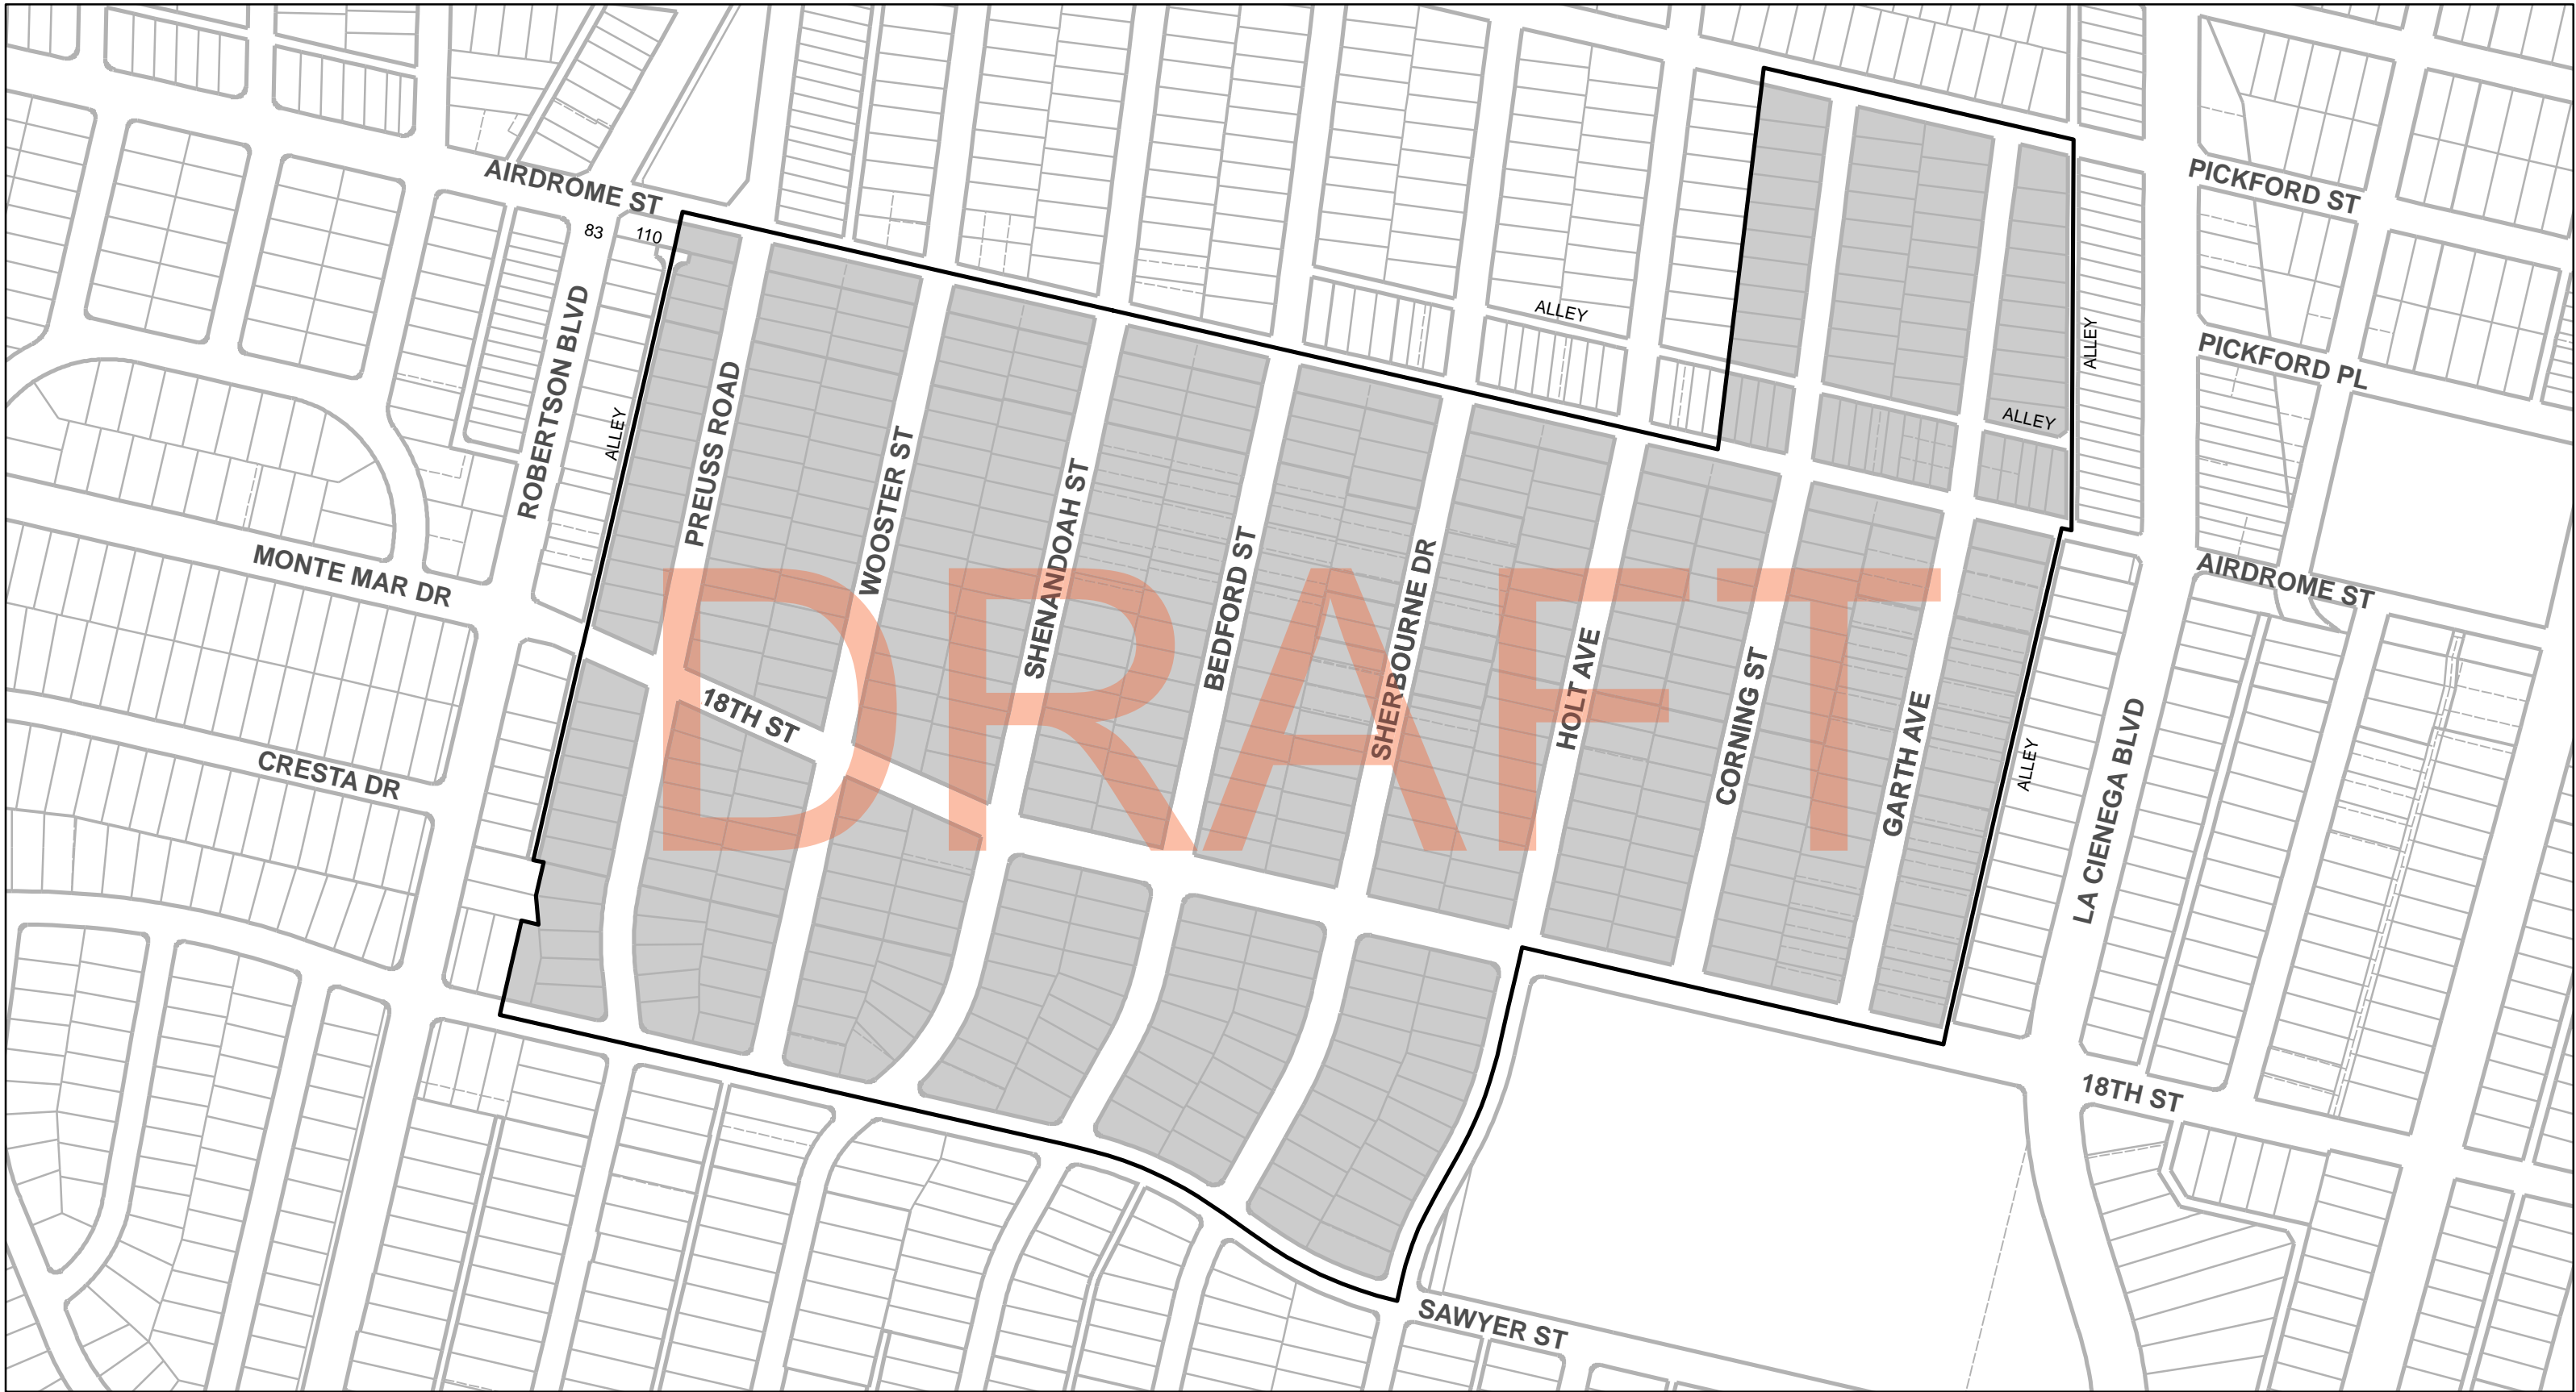 AIRDROME ST
83
110
PICKFORD ST
ALLEY
PICKFORD PL
ALLEY
ROBERTSON BLVD
ALLEY
PREUSS ROAD
ALLEY
WOOSTER ST
SHENANDOAH ST
MONTE MAR DR
BEDFORD ST
SHERBOURNE DR
AIRDROME ST
DRAFT
HOLT AVE
CORNING ST
GARTH AVE
18TH ST
CRESTA DR
ALLEY
LA CIENEGA BLVD
18TH ST
SAWYER ST